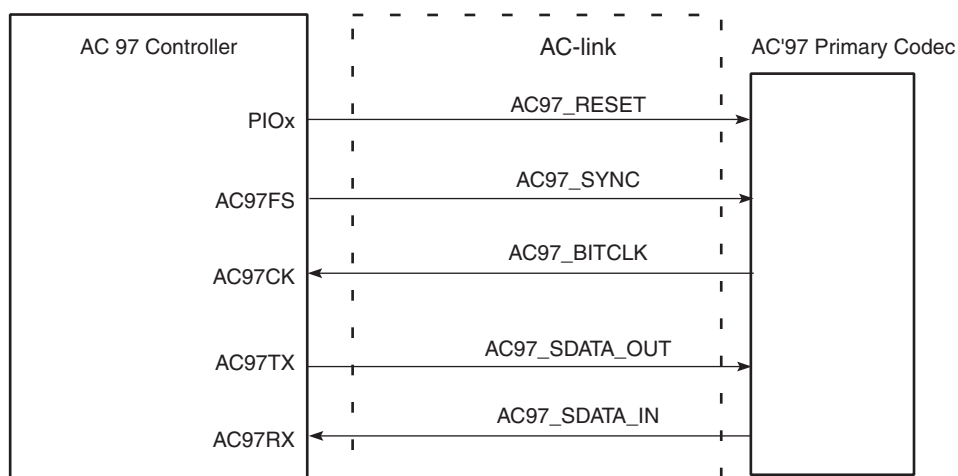 AC 97 Controller
AC-link
AC'97 Primary Codec
PIOx
AC97_RESET
AC97FS
AC97_SYNC
AC97CK
AC97_BITCLK
AC97TX
AC97_SDATA_OUT
AC97RX
AC97_SDATA_IN